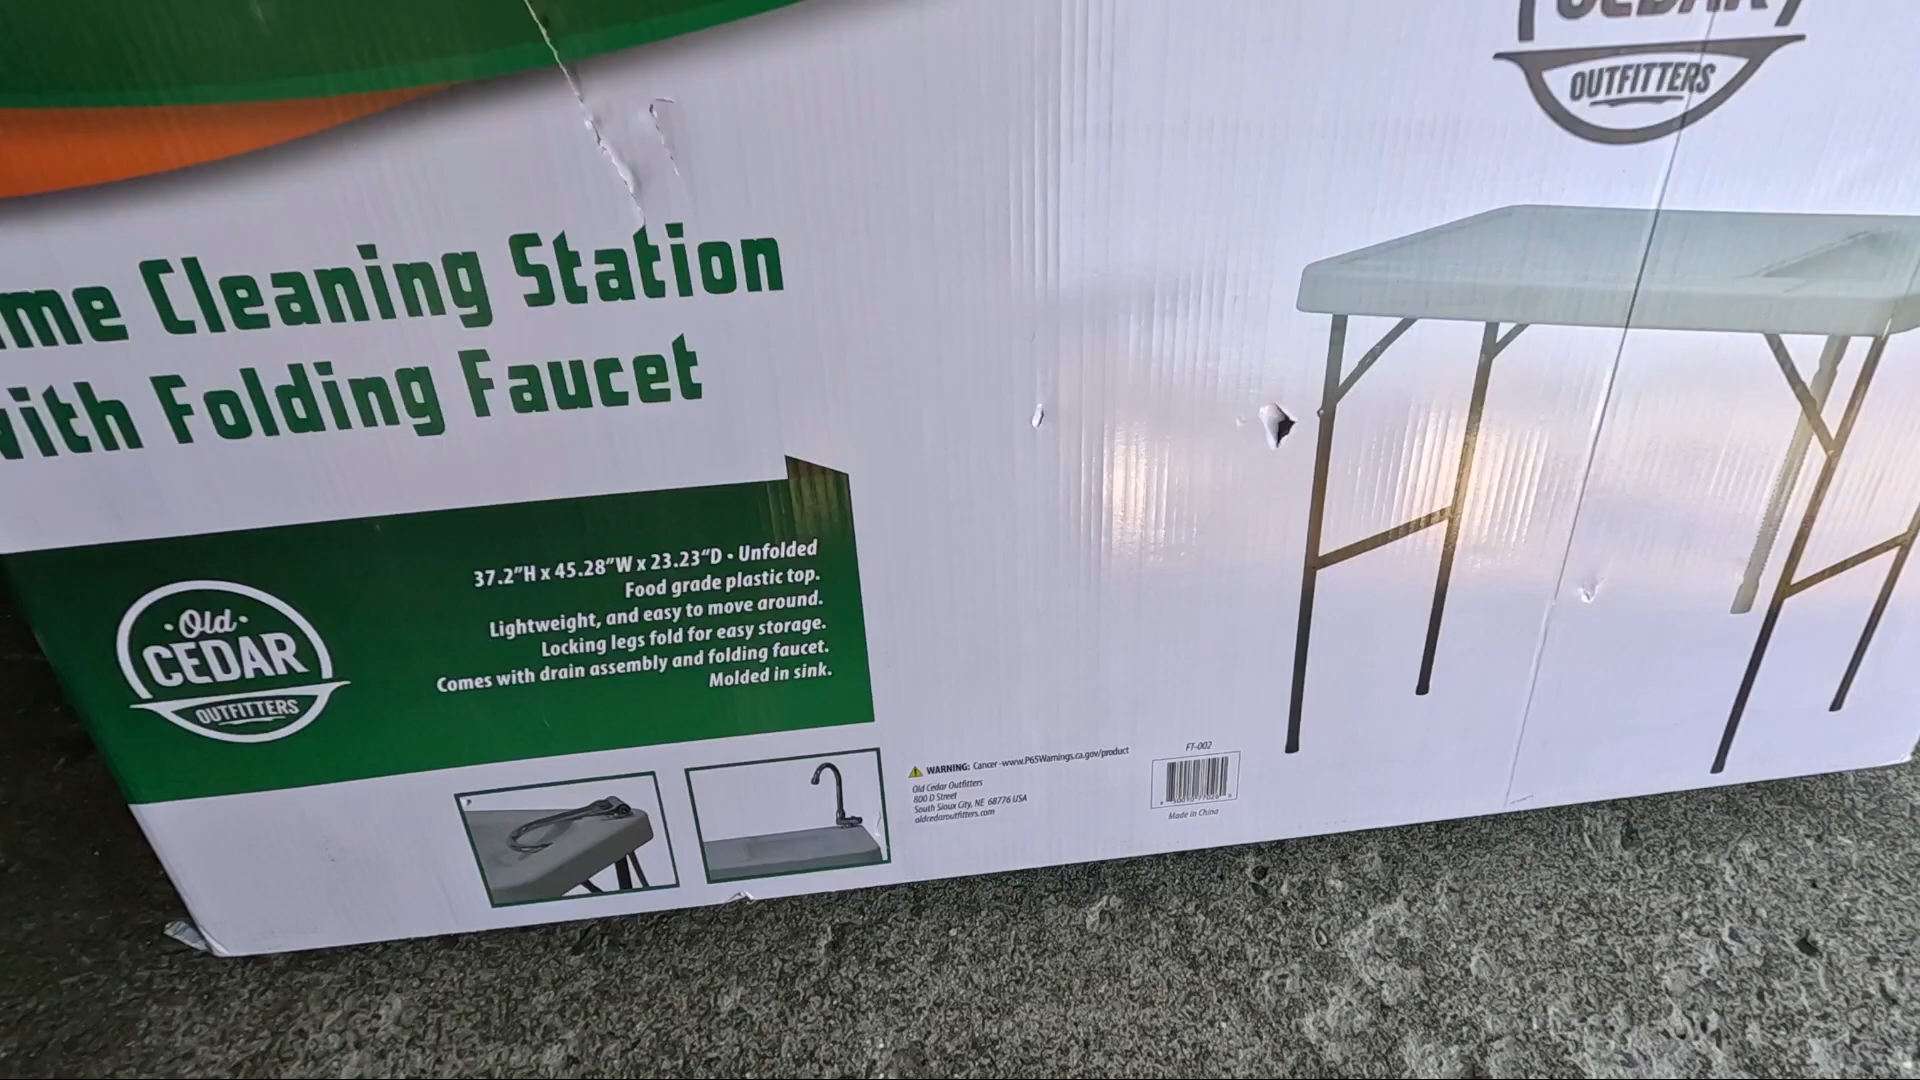 CEDAR
OUTFITTERS
me Cleaning Station
with Folding Faucet
37.2"H x 45.28"W x 23.23"D • Unfolded
Food grade plastic top.
Lightweight, and easy to move around.
Locking legs fold for easy storage.
Comes with drain assembly and folding faucet.
Molded in sink.
Old
CEDAR
OUTFITTERS
WARNING: Cancer -www.P65Warnings.ca.gov/product
Old Cedar Outfitters
800 D Street
South Sioux City, NE 68776 USA
oldcedaroutfitters.com
FT-002
Made in China